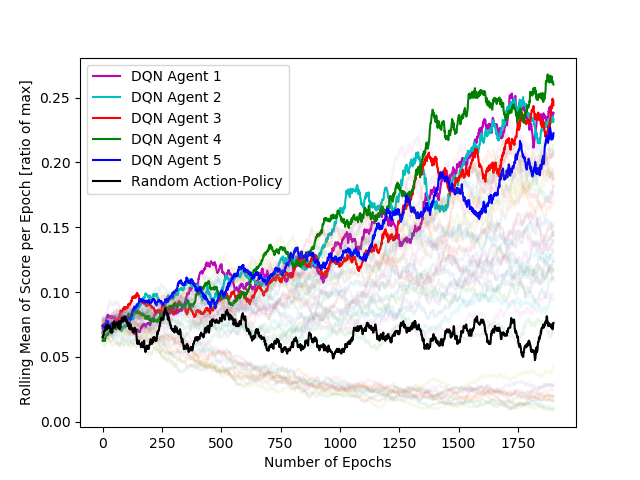 DQN Agent 1
DQN Agent 2
DQN Agent 3
DQN Agent 4
DQN Agent 5
Random Action-Policy
Rolling Mean of Score per Epoch [ratio of max]
0.25
0.20
0.15
0.10
0.05
0.00
0 250 500 750 1000 1250 1500 1750
Number of Epochs